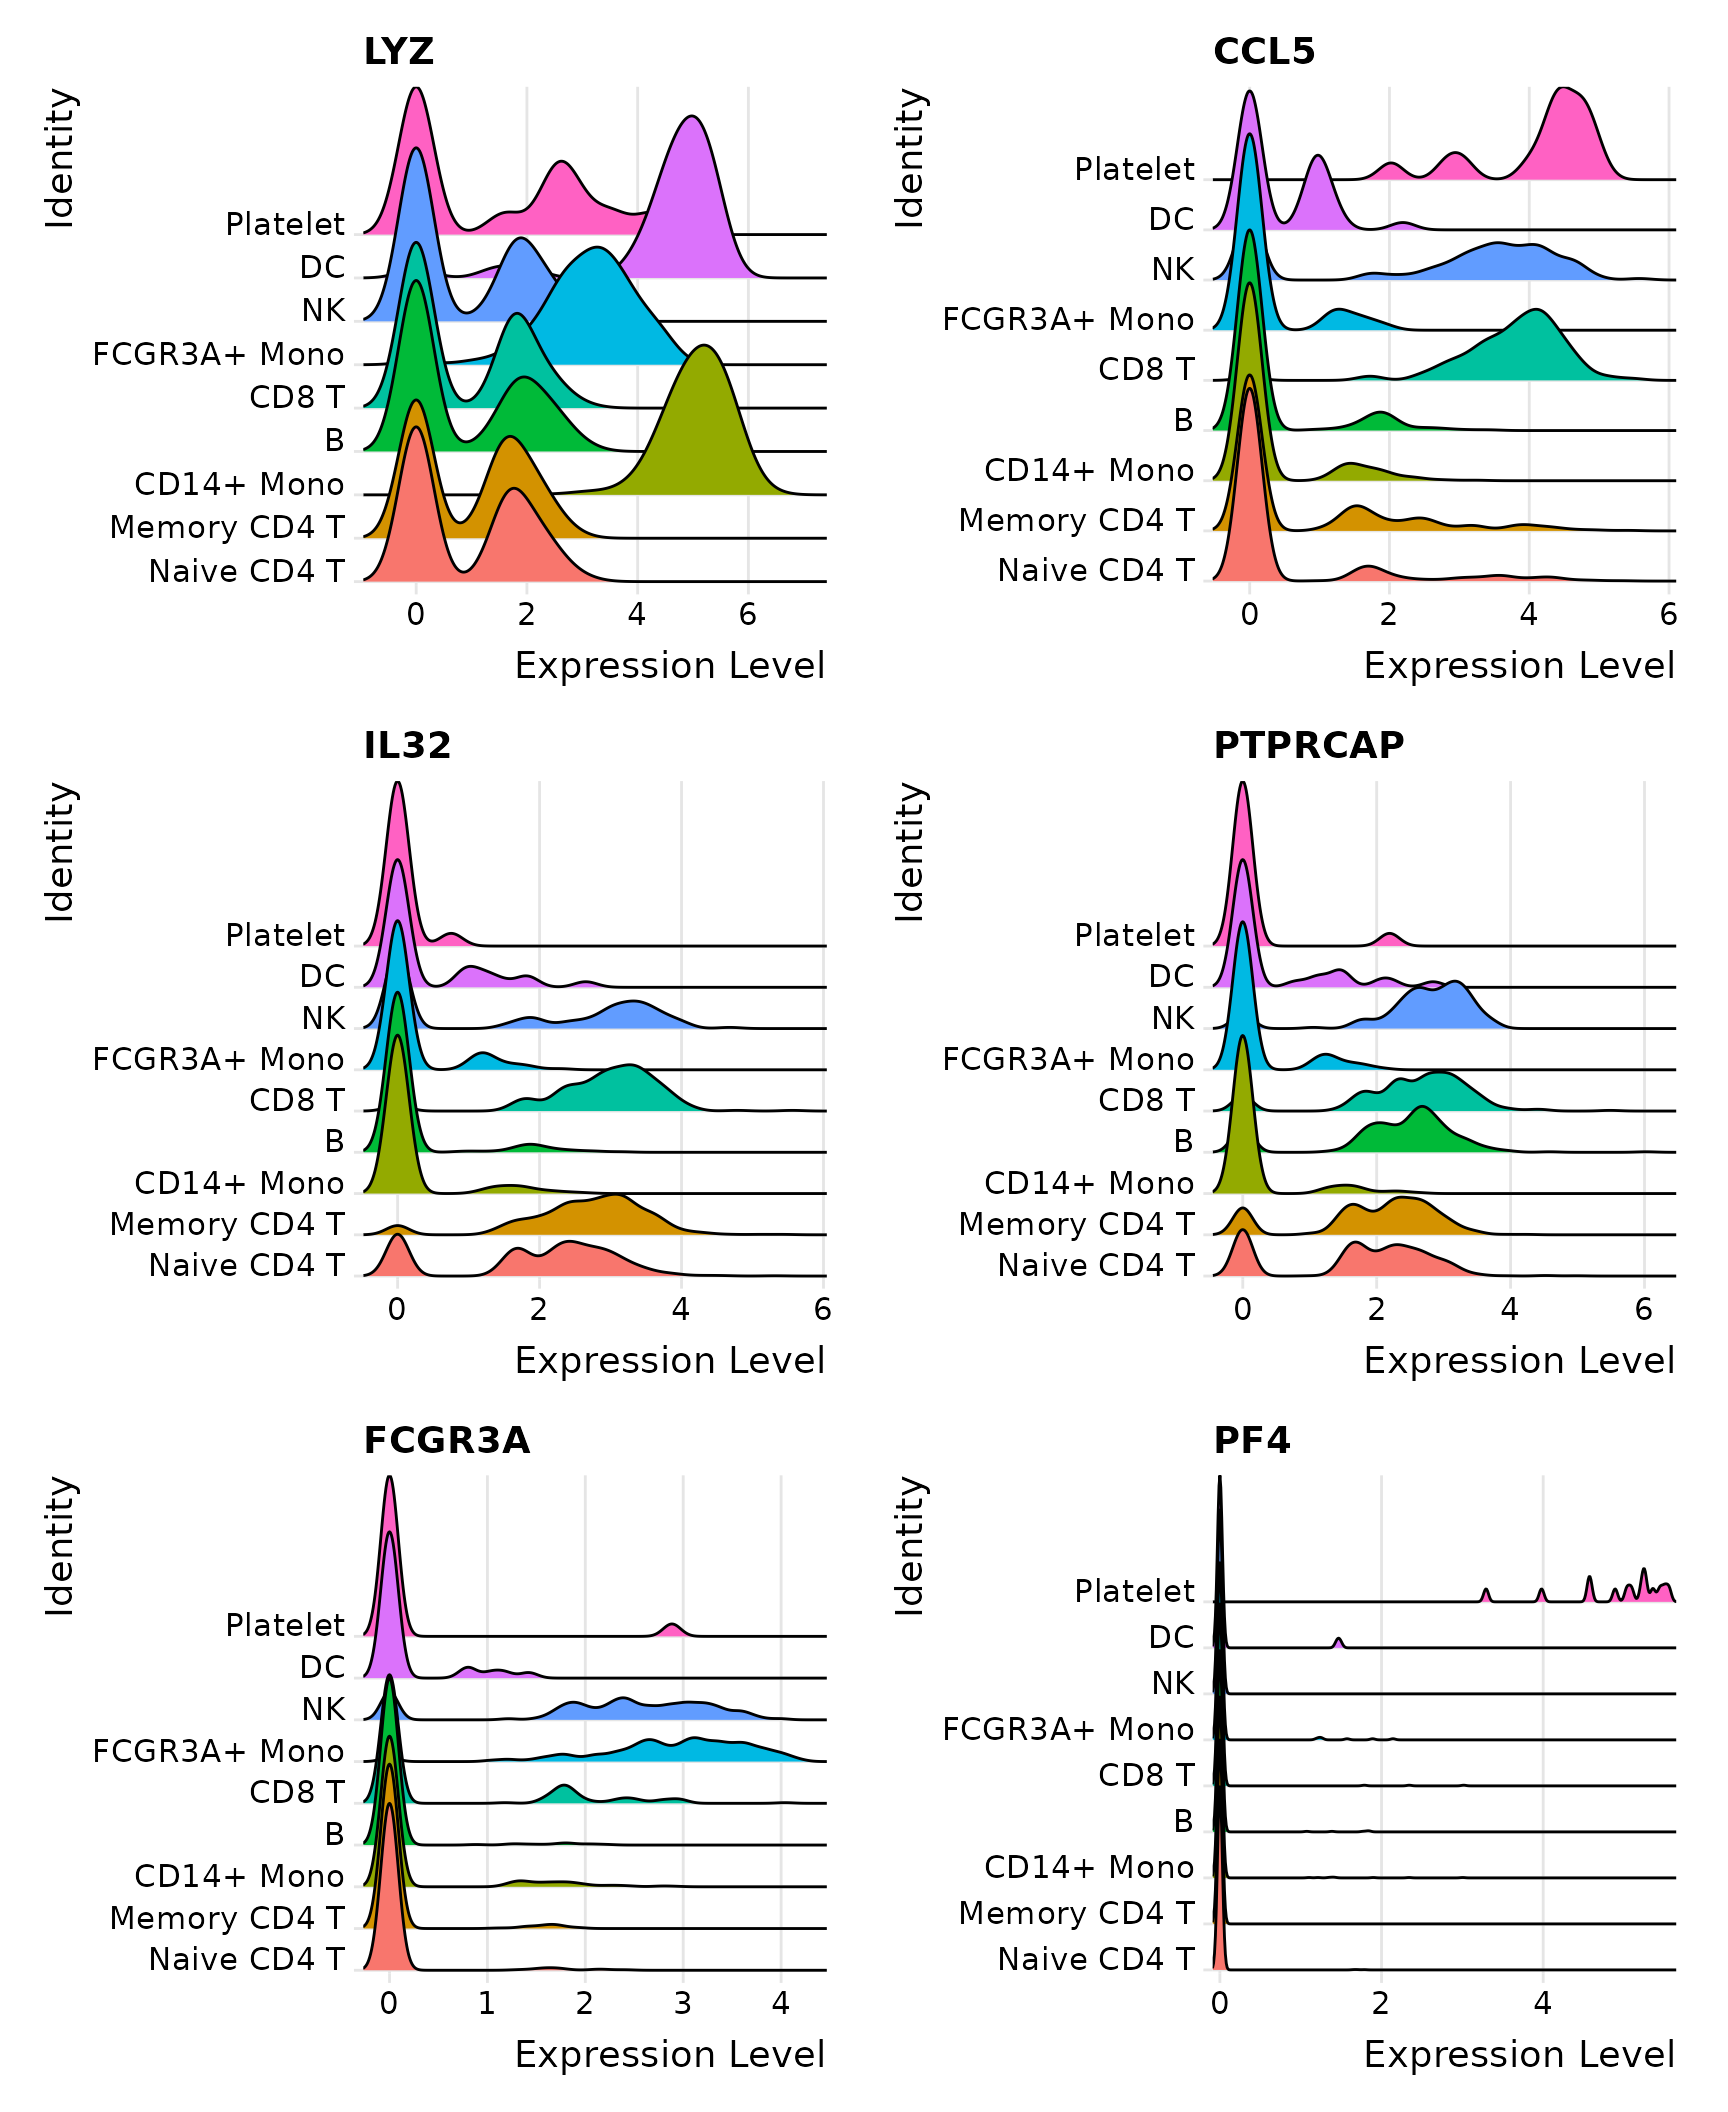 LYZ
Identity
Platelet
DC
NK
FCGR3A+ Mono
CD8 T
B
CD14+ Mono
Memory CD4 T
Naive CD4 T
0 2 4 6
Expression Level
CCL5
Identity
Platelet
DC
NK
FCGR3A+ Mono
CD8 T
B
CD14+ Mono
Memory CD4 T
Naive CD4 T
0 2 4 6
Expression Level
IL32
Identity
Platelet
DC
NK
FCGR3A+ Mono
CD8 T
B
CD14+ Mono
Memory CD4 T
Naive CD4 T
0 2 4 6
Expression Level
PTPRCAP
Identity
Platelet
DC
NK
FCGR3A+ Mono
CD8 T
B
CD14+ Mono
Memory CD4 T
Naive CD4 T
0 2 4 6
Expression Level
FCGR3A
Identity
Platelet
DC
NK
FCGR3A+ Mono
CD8 T
B
CD14+ Mono
Memory CD4 T
Naive CD4 T
0 1 2 3 4
Expression Level
PF4
Identity
Platelet
DC
NK
FCGR3A+ Mono
CD8 T
B
CD14+ Mono
Memory CD4 T
Naive CD4 T
0 2 4
Expression Level